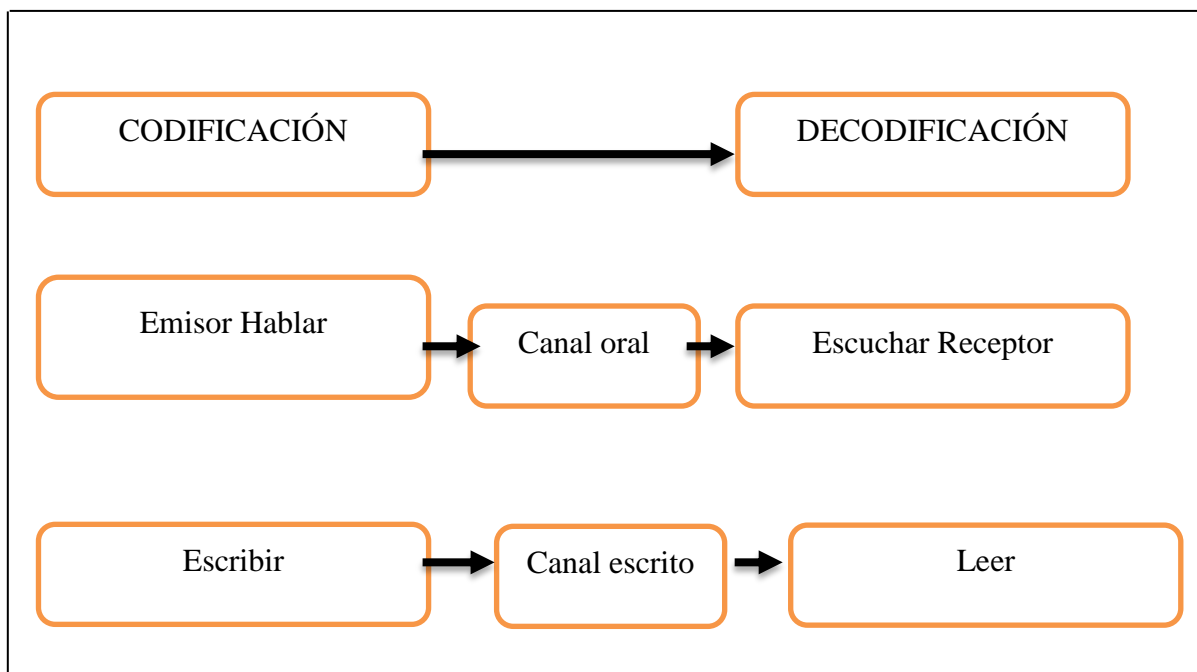 CODIFICACIÓN
DECODIFICACIÓN
Emisor Hablar
Canal oral
Escuchar Receptor
Escribir
Canal escrito
Leer